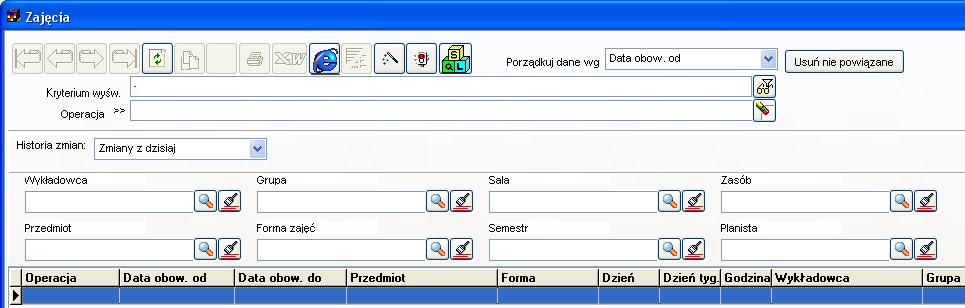 Zajęcia
XW SQL Porządkuj dane wg Data obow. od Usuń nie powiązane
Kryterium wyśw. .
Operacja >>
Historia zmian: Zmiany z dzisiaj
Wykładowca Grupa Sala Zasób
Przedmiot Forma zajęć Semestr Planista
Operacja Data obow. od Data obow. do Przedmiot Forma Dzień Dzień tyg. Godzina Wykładowca Grupa